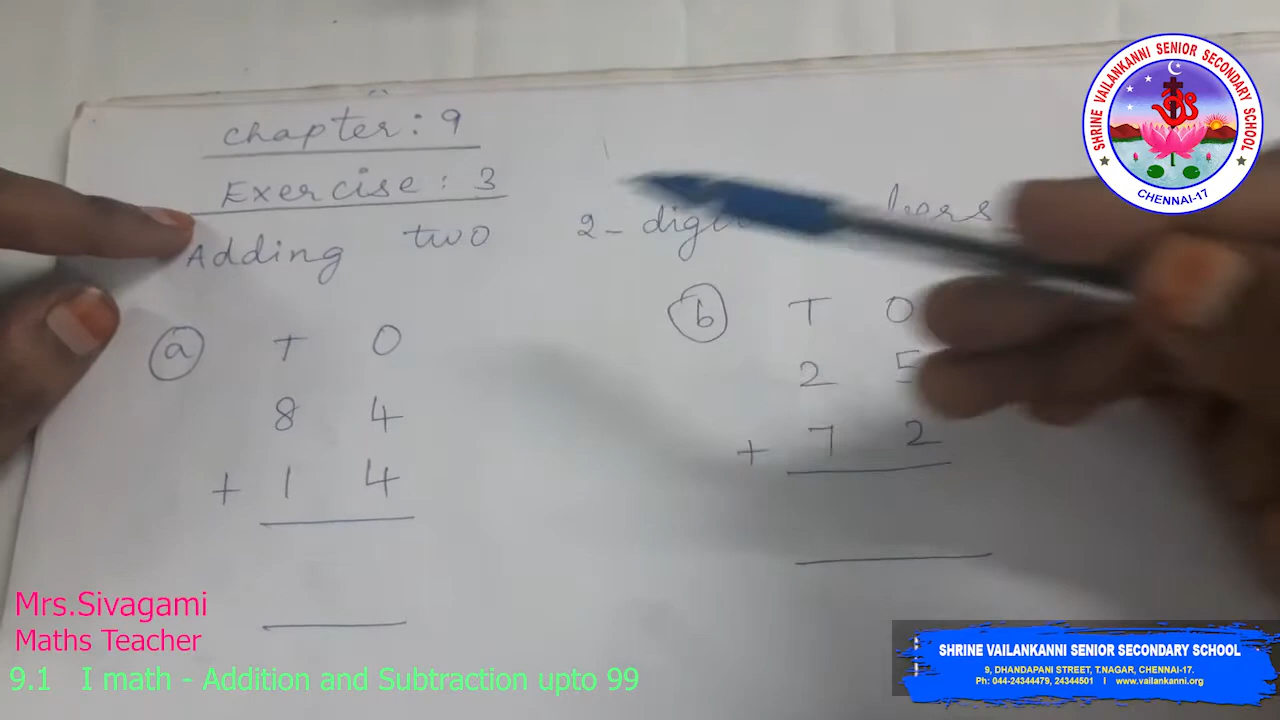 chapter: 9
Exercise: 3
Adding two 2-
a T O
8 4
+ 1 4
b T O
2 5
+ 7 2
SHRINE VAILANKANNI SENIOR SECONDARY SCHOOL
CHENNAI-17
Mrs.Sivagami
Maths Teacher
9.1 I math - Addition and Subtraction upto 99
SHRINE VAILANKANNI SENIOR SECONDARY SCHOOL
9, DHANDAPANI STREET, T.NAGAR, CHENNAI-17.
Ph: 044-24344479, 24344501 I www.vailankanni.org